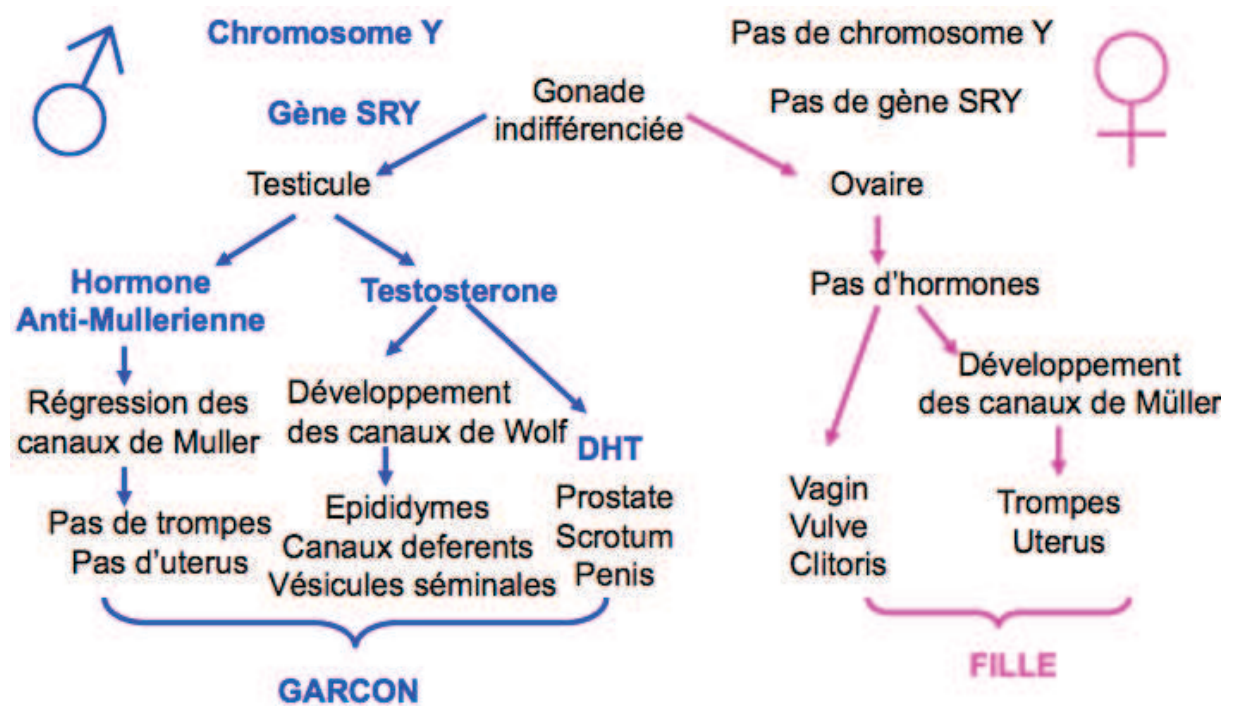 Chromosome Y
Pas de chromosome Y
Gène SRY
Gonade
indifférenciée
Pas de gène SRY
Testicule
Ovaire
Hormone
Anti-Mullerienne
Testosterone
Pas d'hormones
Régression des
canaux de Muller
Développement
des canaux de Wolf
DHT
Développement
des canaux de Müller
Pas de trompes
Pas d'uterus
Epididymes
Canaux deferents
Vésicules séminales
Prostate
Scrotum
Penis
Vagin
Vulve
Clitoris
Trompes
Uterus
GARCON
FILLE